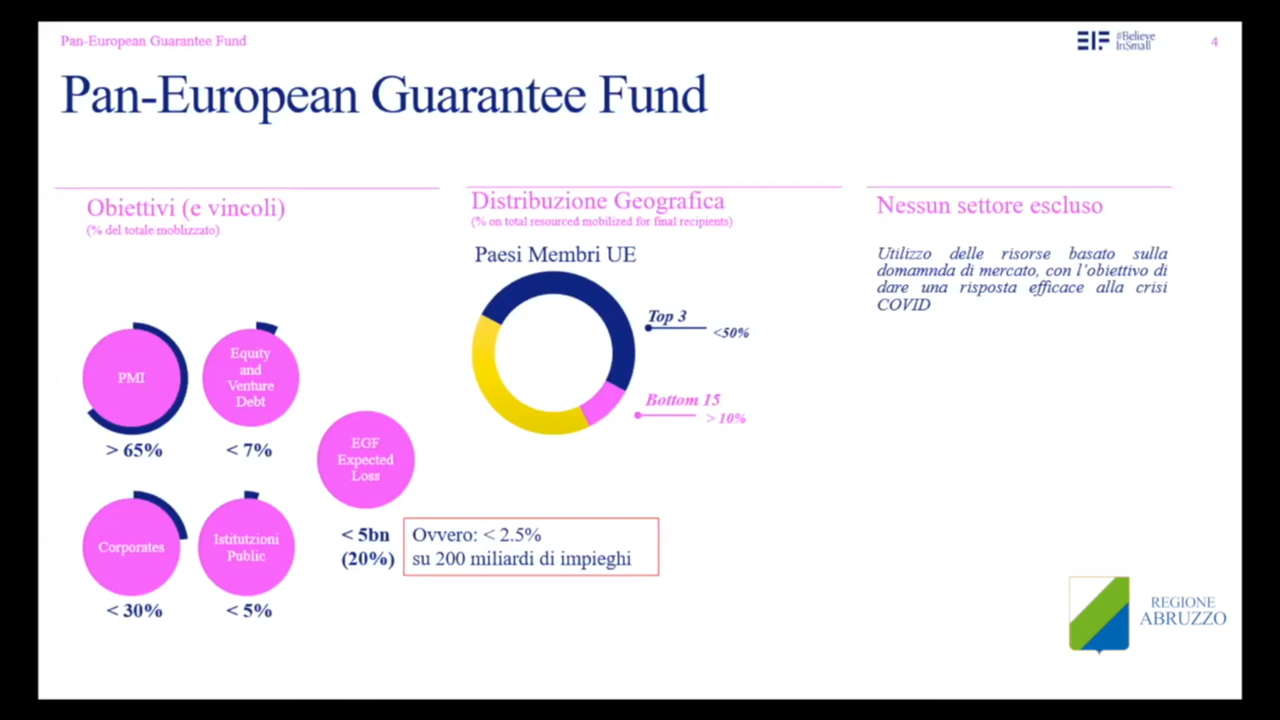 Pan-European Guarantee Fund
EIF #Believe
InSmall
4
Pan-European Guarantee Fund
Obiettivi (e vincoli)
(% del totale moblizzato)
PMI
> 65%
Equity
and
Venture
Debt
< 7%
Corporates
< 30%
Istitutzioni
Public
< 5%
EGF
Expected
Loss
< 5bn
(20%)
Ovvero: < 2.5%
su 200 miliardi di impieghi
Distribuzione Geografica
(% on total resourced mobilized for final recipients)
Paesi Membri UE
Top 3
<50%
Bottom 15
> 10%
Nessun settore escluso
Utilizzo delle risorse basato sulla
domamnda di mercato, con l'obiettivo di
dare una risposta efficace alla crisi
COVID
REGIONE
ABRUZZO